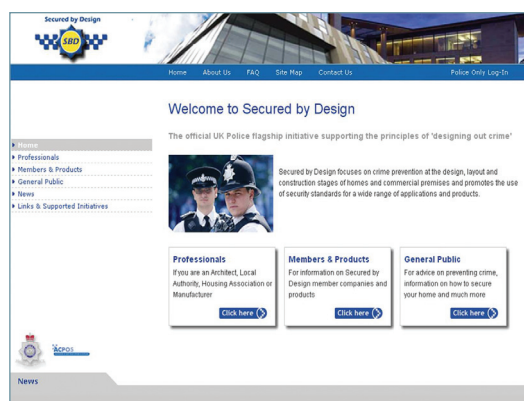 Secured by Design
SBD
Home About Us FAQ Site Map Contact Us Police Only Log-In
Welcome to Secured by Design
The official UK Police flagship initiative supporting the principles of 'designing out crime'
Home
Professionals
Members & Products
General Public
News
Links & Supported Initiatives
Secured by Design focuses on crime prevention at the design, layout and
construction stages of homes and commercial premises and promotes the use
of security standards for a wide range of applications and products.
Professionals
If you are an Architect, Local
Authority, Housing Association or
Manufacturer
Click here
Members & Products
For information on Secured by
Design member companies and
products
Click here
General Public
For advice on preventing crime,
information on how to secure
your home and much more
Click here
ACPOS
News